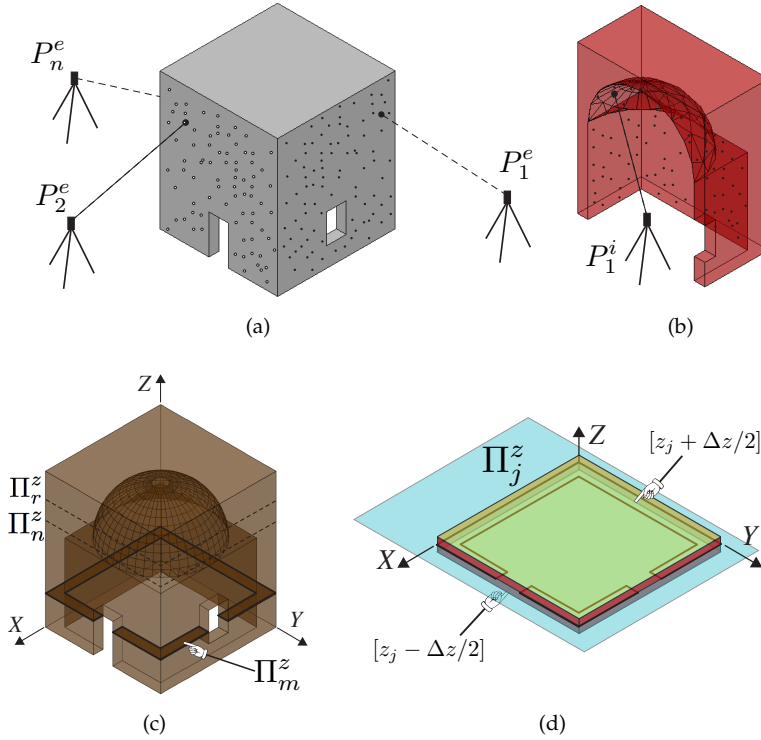 P_n^e
P_2^e
P_1^e
P_1^i
(a)
(b)
Z
Π_r^z
Π_n^z
X
Y
Π_m^z
(c)
[z_j + Δz/2]
Z
Π_j^z
X
Y
[z_j − Δz/2]
(d)